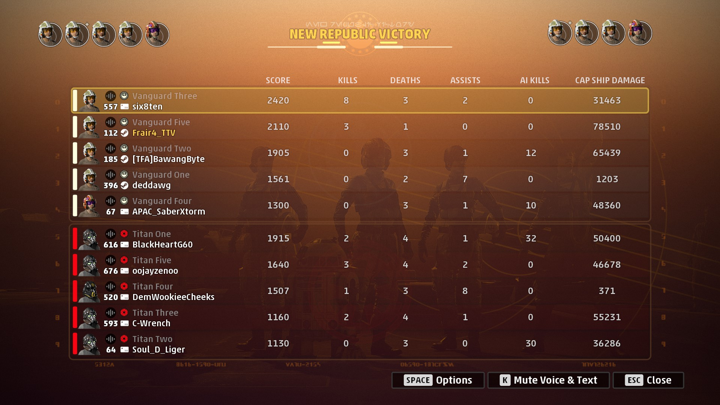 NEW REPUBLIC VICTORY
SCORE KILLS DEATHS ASSISTS AI KILLS CAP SHIP DAMAGE
Vanguard Three
557 six8ten 2420 8 3 2 0 31463
Vanguard Five
112 Frair4_TTV 2110 3 1 0 0 78510
Vanguard Two
185 [TFA]BawangByte 1905 0 3 1 12 65439
Vanguard One
396 deddawg 1561 0 2 7 0 1203
Vanguard Four
67 APAC_SaberXtorm 1300 0 3 1 10 48360
Titan One
616 BlackHeartG60 1915 2 4 1 32 50400
Titan Five
676 oojayzenoo 1640 3 4 2 0 46678
Titan Four
520 DemWookieeCheeks 1507 1 3 8 0 371
Titan Three
593 C-Wrench 1160 2 4 1 0 55231
Titan Two
64 Soul_D_Liger 1130 0 3 0 30 36286
SPACE Options K Mute Voice & Text ESC Close